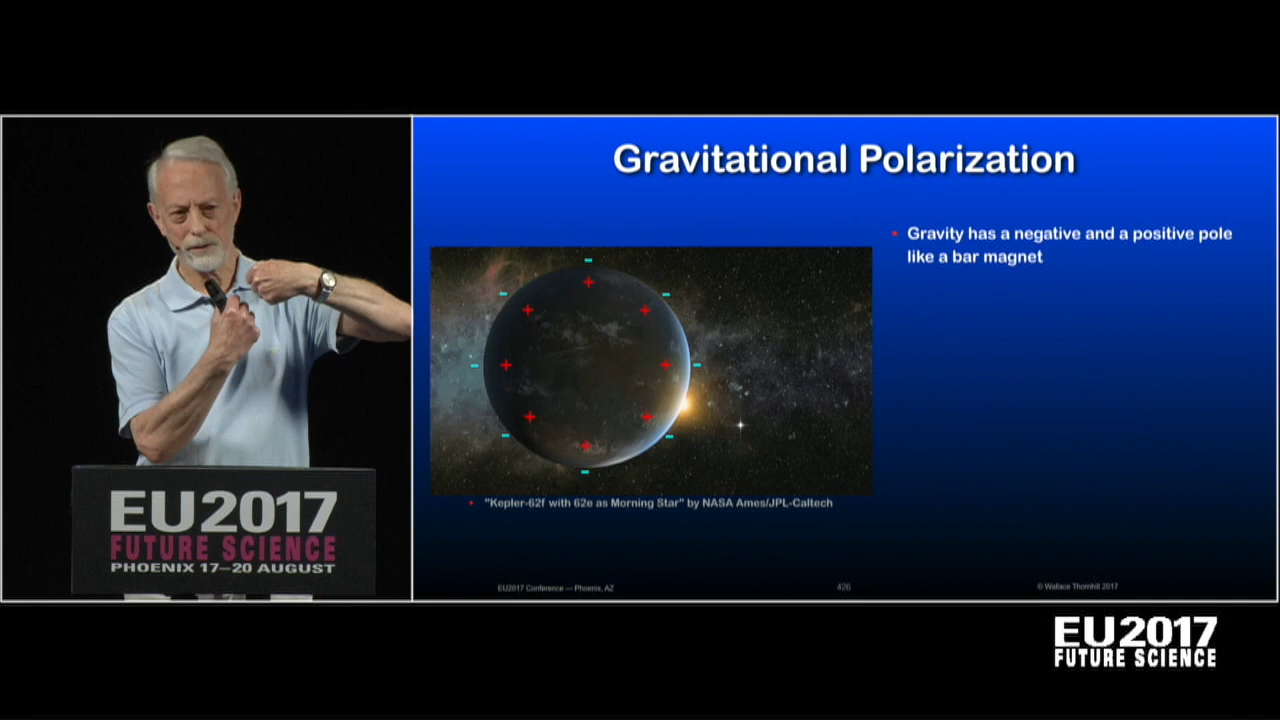 Gravitational Polarization
• Gravity has a negative and a positive pole
like a bar magnet
• "Kepler-62f with 62e as Morning Star" by NASA Ames/JPL-Caltech
EU2017 Conference — Phoenix, AZ
426
© Wallace Thornhill 2017
EU2017
FUTURE SCIENCE
PHOENIX 17–20 AUGUST
EU2017
FUTURE SCIENCE